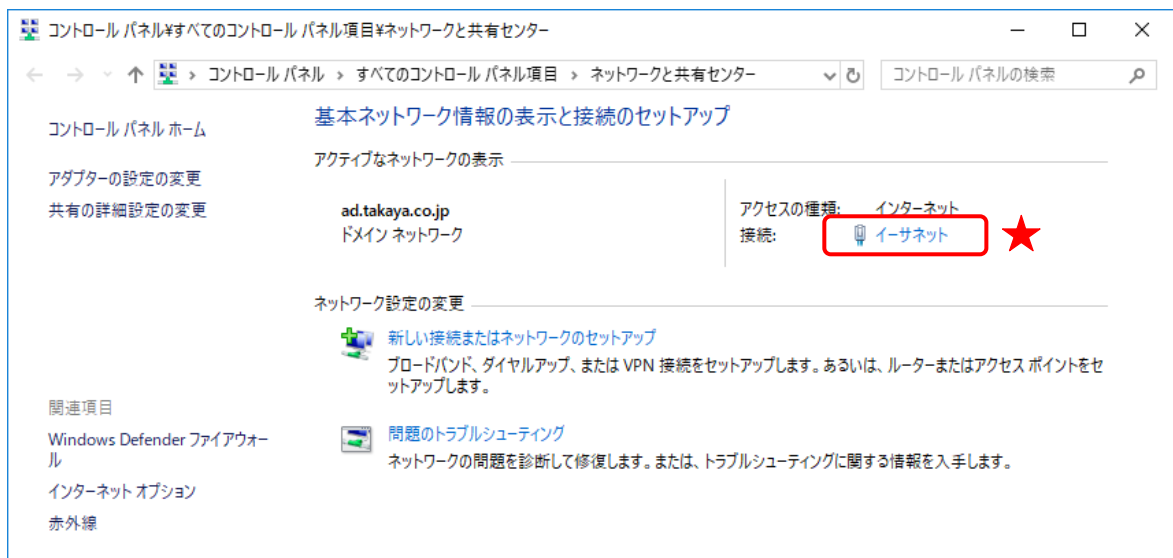 コントロール パネル¥すべてのコントロール パネル項目¥ネットワークと共有センター
コントロール パネル › すべてのコントロール パネル項目 › ネットワークと共有センター
コントロール パネルの検索
コントロール パネル ホーム
アダプターの設定の変更
共有の詳細設定の変更
基本ネットワーク情報の表示と接続のセットアップ
アクティブなネットワークの表示
ad.takaya.co.jp
ドメイン ネットワーク
アクセスの種類: インターネット
接続: イーサネット
ネットワーク設定の変更
新しい接続またはネットワークのセットアップ
ブロードバンド、ダイヤルアップ、または VPN 接続をセットアップします。あるいは、ルーターまたはアクセス ポイントをセ
ットアップします。
問題のトラブルシューティング
ネットワークの問題を診断して修復します。または、トラブルシューティングに関する情報を入手します。
関連項目
Windows Defender ファイアウォー
ル
インターネット オプション
赤外線